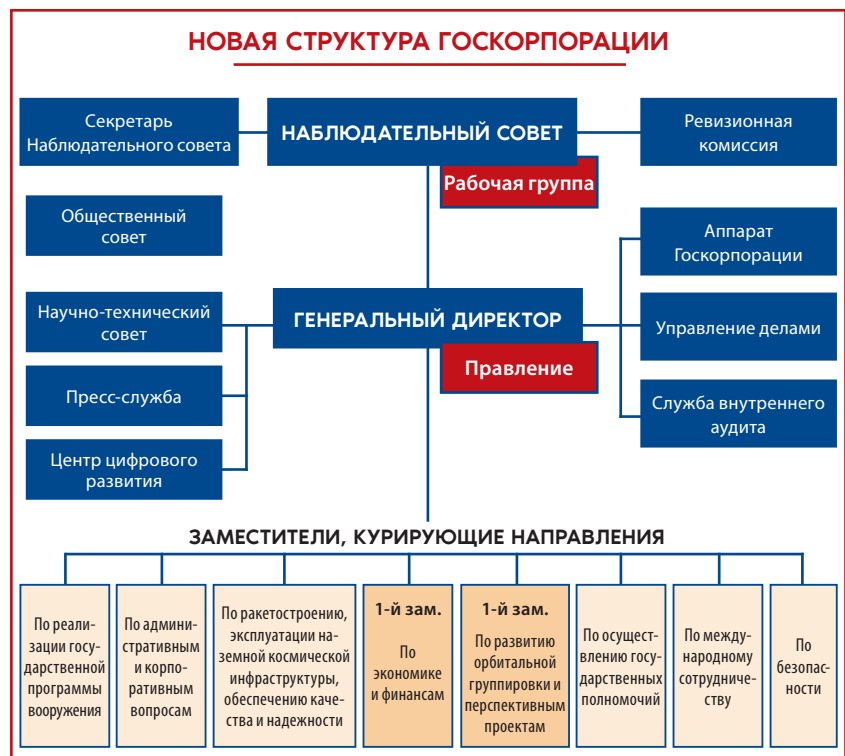 НОВАЯ СТРУКТУРА ГОСКОРПОРАЦИИ
Секретарь
Наблюдательного совета
НАБЛЮДАТЕЛЬНЫЙ СОВЕТ
Ревизионная
комиссия
Рабочая группа
Общественный
совет
Аппарат
Госкорпорации
Научно-технический
совет
ГЕНЕРАЛЬНЫЙ ДИРЕКТОР
Управление делами
Правление
Пресс-служба
Служба внутреннего
аудита
Центр цифрового
развития
ЗАМЕСТИТЕЛИ, КУРИРУЮЩИЕ НАПРАВЛЕНИЯ
По реали-
зации госу-
дарственной
программы
вооружения
По админи-
стративным
и корпо-
ративным
вопросам
По ракетостроению,
эксплуатации на-
земной космической
инфраструктуры,
обеспечению качес-
тва и надежности
1-й зам.
По
экономике
и финансам
1-й зам.
По развитию
орбитальной
группировки и
перспективным
проектам
По осущест-
влению госу-
дарственных
полномочий
По между-
народному
сотрудничес-
тву
По
безопас-
ности